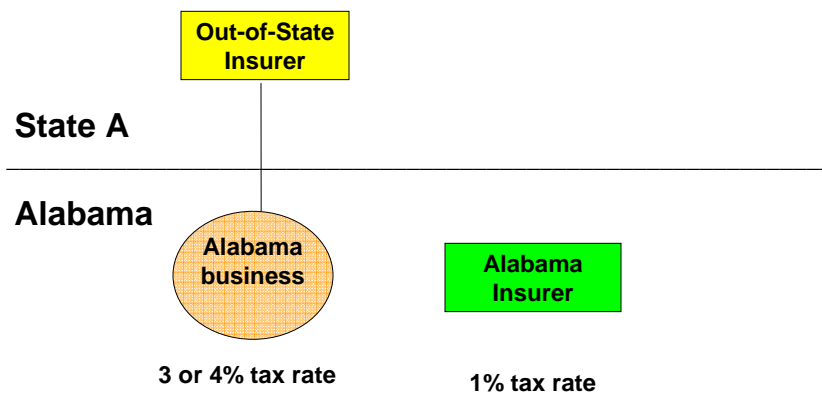 Out-of-State
Insurer
State A
Alabama
Alabama
business
Alabama
Insurer
3 or 4% tax rate
1% tax rate